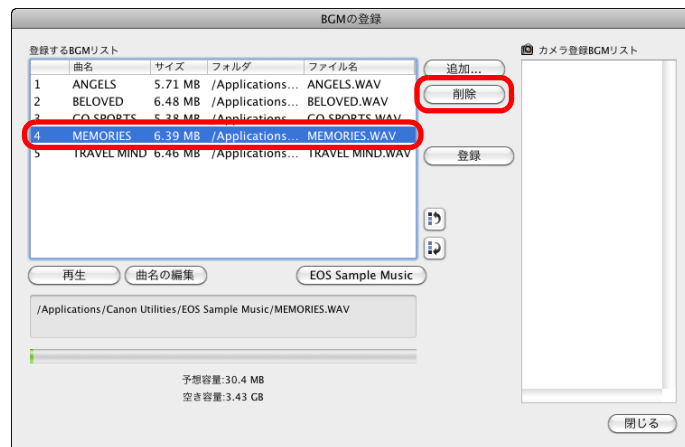 BGMの登録
登録するBGMリスト
カメラ登録BGMリスト
曲名 サイズ フォルダ ファイル名
1 ANGELS 5.71 MB /Applications... ANGELS.WAV
2 BELOVED 6.48 MB /Applications... BELOVED.WAV
3 GO SPORTS 5.38 MB /Applications... GO SPORTS.WAV
4 MEMORIES 6.39 MB /Applications... MEMORIES.WAV
5 TRAVEL MIND 6.46 MB /Applications... TRAVEL MIND.WAV
追加...
削除
登録
再生
曲名の編集
EOS Sample Music
/Applications/Canon Utilities/EOS Sample Music/MEMORIES.WAV
予想容量:30.4 MB
空き容量:3.43 GB
閉じる